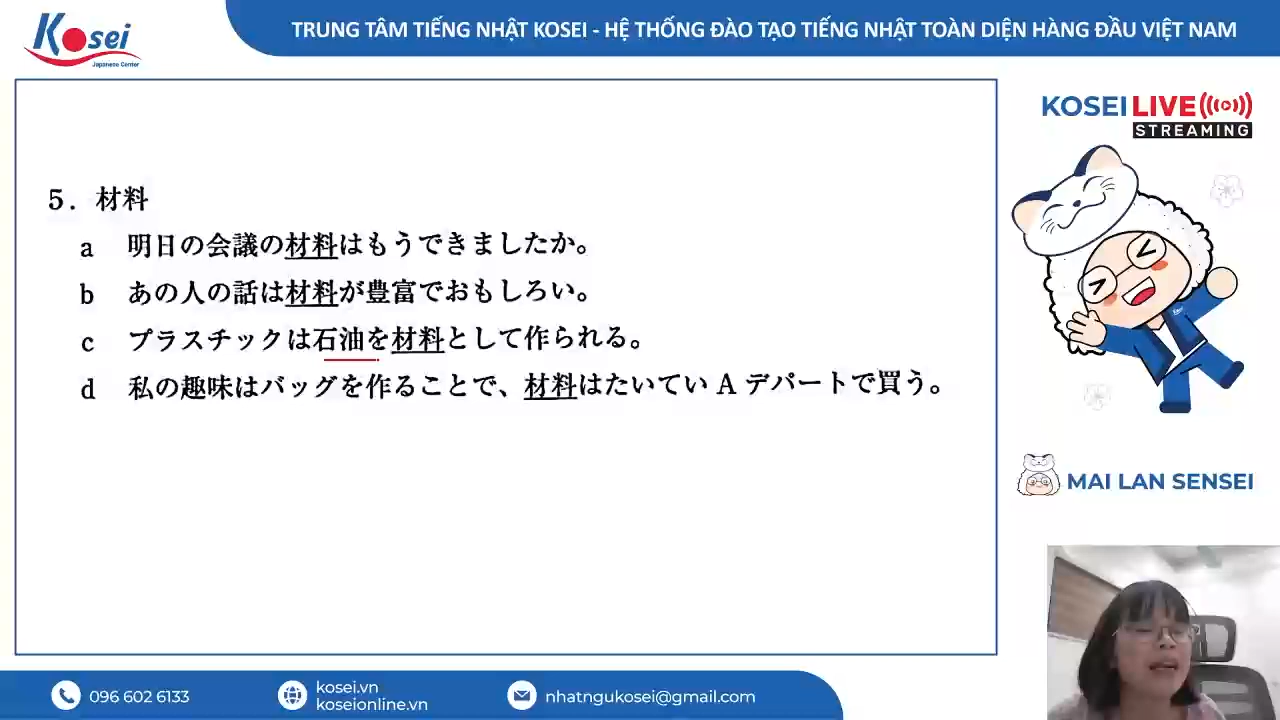 Kosei
Japanese Center
TRUNG TÂM TIẾNG NHẬT KOSEI - HỆ THỐNG ĐÀO TẠO TIẾNG NHẬT TOÀN DIỆN HÀNG ĐẦU VIỆT NAM
KOSEI LIVE
STREAMING
5. 材料
a 明日の会議の材料はもうできましたか。
b あの人の話は材料が豊富でおもしろい。
c プラスチックは石油を材料として作られる。
d 私の趣味はバッグを作ることで、材料はたいてい A デパートで買う。
MAI LAN SENSEI
096 602 6133
kosei.vn
koseionline.vn
nhatngukosei@gmail.com